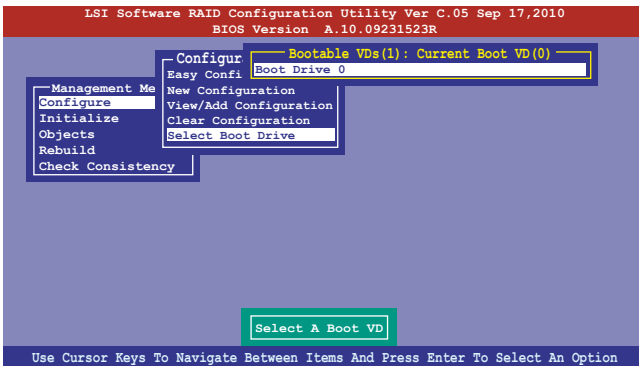 LSI Software RAID Configuration Utility Ver C.05 Sep 17,2010
BIOS Version A.10.09231523R
Bootable VDs(1): Current Boot VD(0)
Boot Drive 0
Configur
Easy Confi
New Configuration
View/Add Configuration
Clear Configuration
Select Boot Drive
Management Me
Configure
Initialize
Objects
Rebuild
Check Consistency
Select A Boot VD
Use Cursor Keys To Navigate Between Items And Press Enter To Select An Option